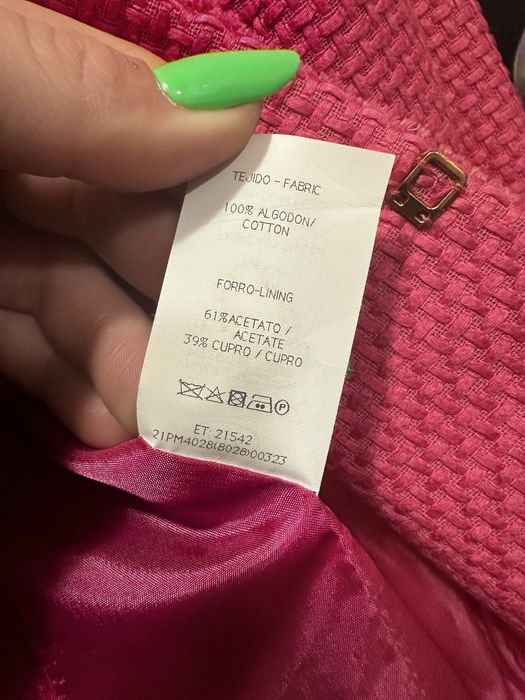 TEJIDO - FABRIC
100% ALGODON/
COTTON
FORRO-LINING
61%ACETATO /
ACETATE
39% CUPRO / CUPRO
P
ET: 21542
21PM4028(8028)00323